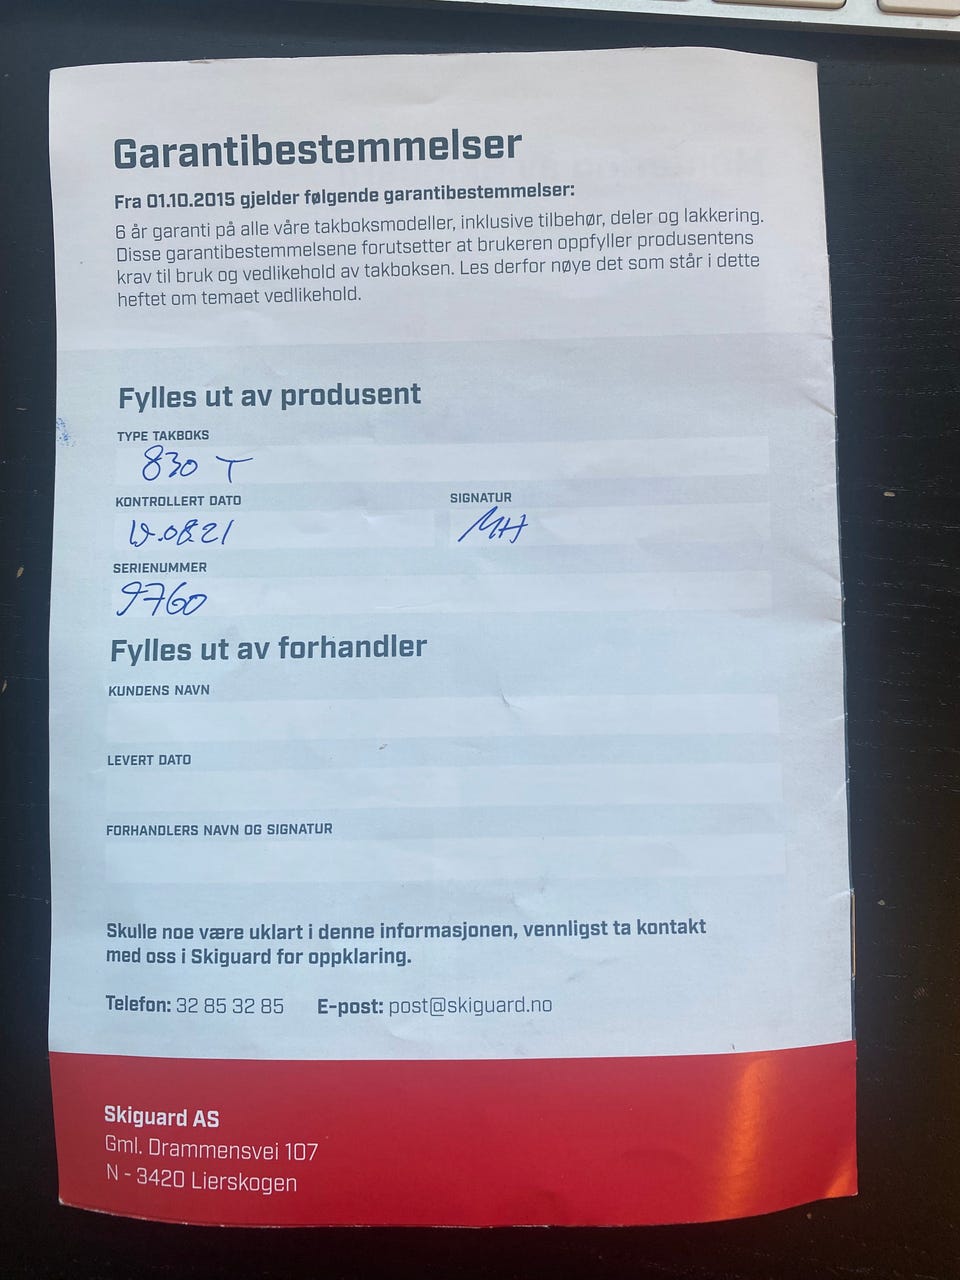 Garantibestemmelser
Fra 01.10.2015 gjelder følgende garantibestemmelser:
6 år garanti på alle våre takboksmodeller, inklusive tilbehør, deler og lakkering.
Disse garantibestemmelsene forutsetter at brukeren oppfyller produsentens
krav til bruk og vedlikehold av takboksen. Les derfor nøye det som står i dette
heftet om temaet vedlikehold.
Fylles ut av produsent
TYPE TAKBOKS
830 T
KONTROLLERT DATO
SIGNATUR
MH
SERIENUMMER
9760
Fylles ut av forhandler
KUNDENS NAVN
LEVERT DATO
FORHANDLERS NAVN OG SIGNATUR
Skulle noe være uklart i denne informasjonen, vennligst ta kontakt
med oss i Skiguard for oppklaring.
Telefon: 32 85 32 85 E-post: post@skiguard.no
Skiguard AS
Gml. Drammensvei 107
N - 3420 Lierskogen